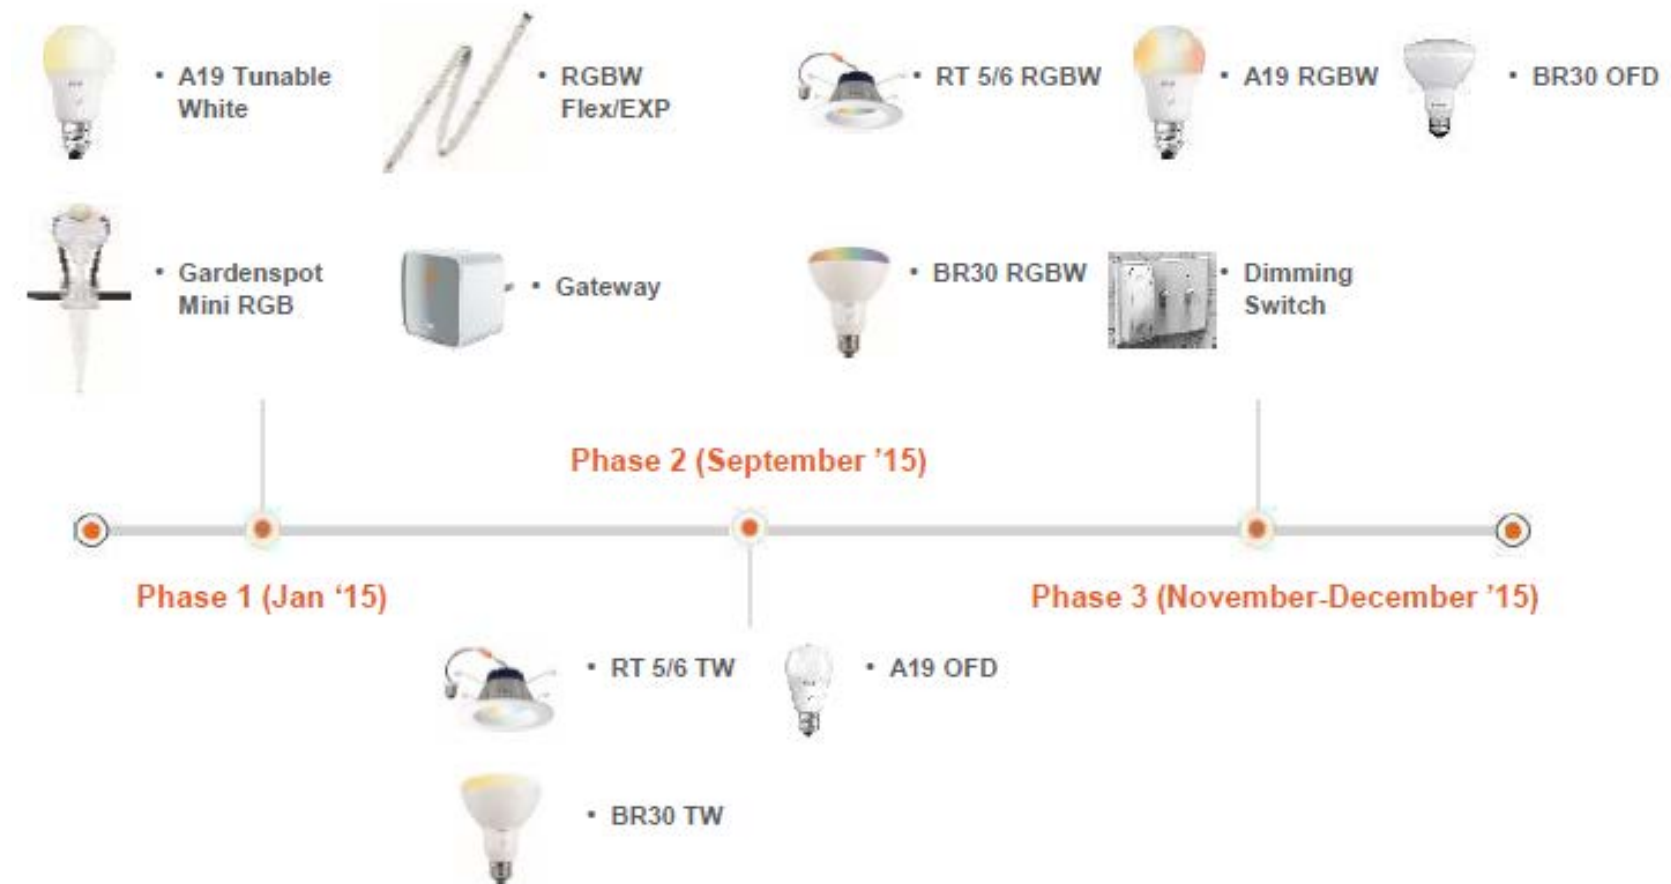 • A19 Tunable
White
• RGBW
Flex/EXP
• RT 5/6 RGBW
• A19 RGBW
• BR30 OFD
• Gardenspot
Mini RGB
• Gateway
• BR30 RGBW
• Dimming
Switch
Phase 2 (September ’15)
Phase 1 (Jan ‘15)
Phase 3 (November-December ’15)
• RT 5/6 TW
• A19 OFD
• BR30 TW